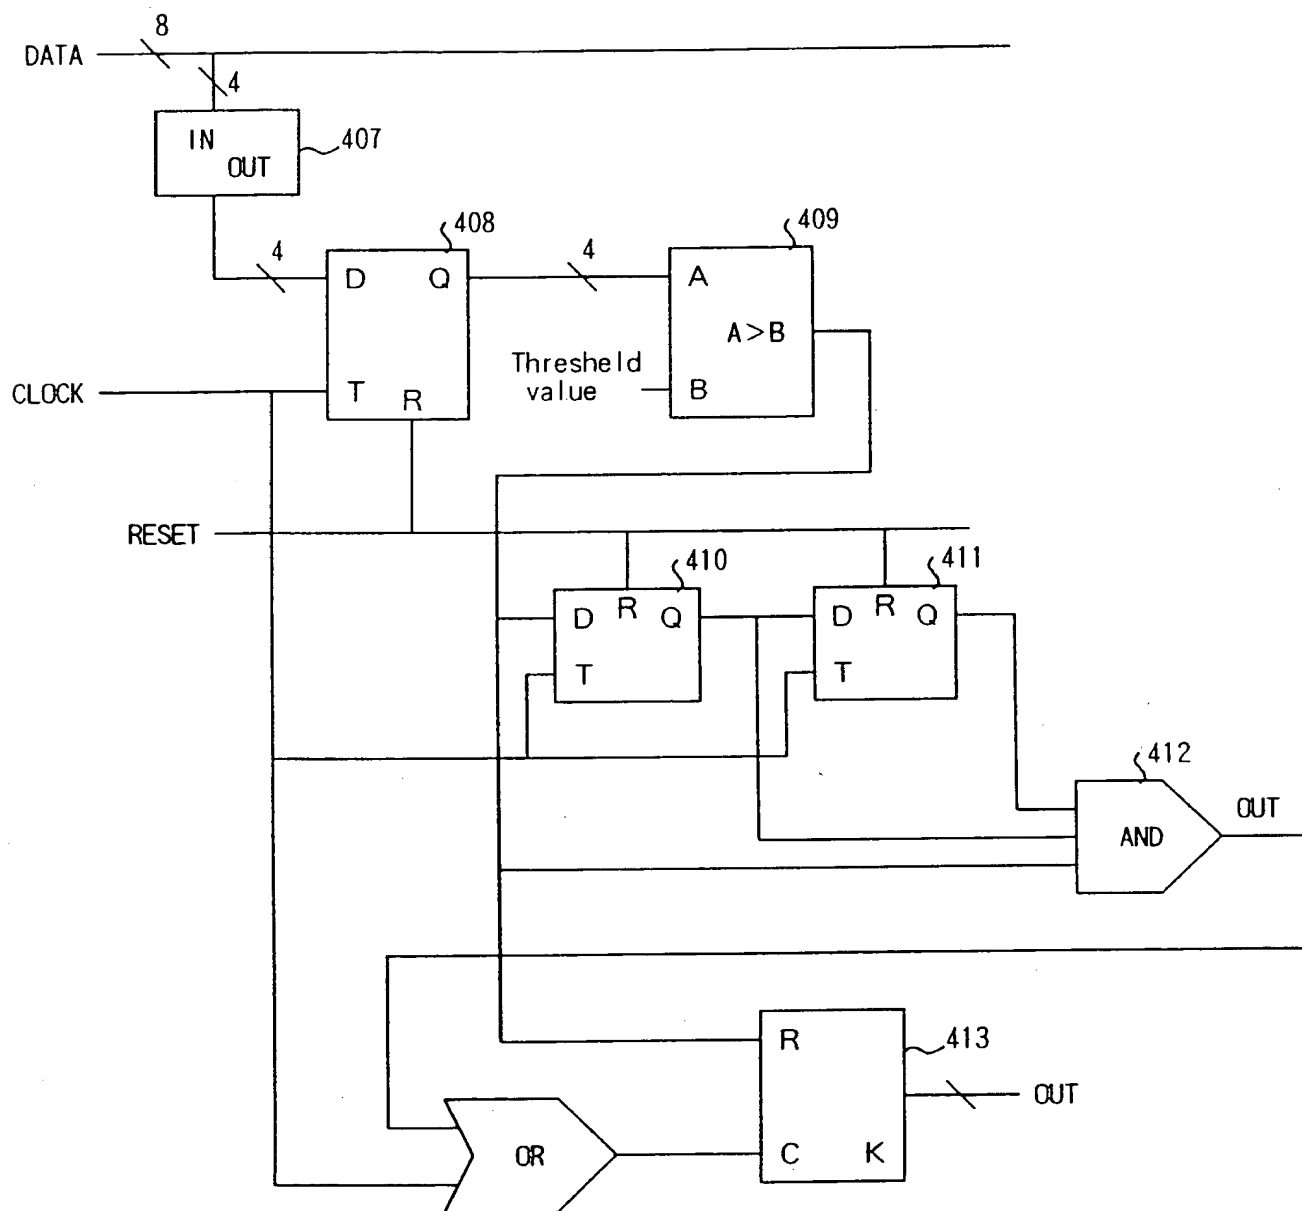 8
DATA
4
IN
OUT
407
408
4
D
Q
4
409
A
A>B
Thresheld
value
B
CLOCK
T
R
RESET
410
411
D
R
Q
T
D
R
Q
T
412
AND
OUT
R
413
OUT
OR
C
K